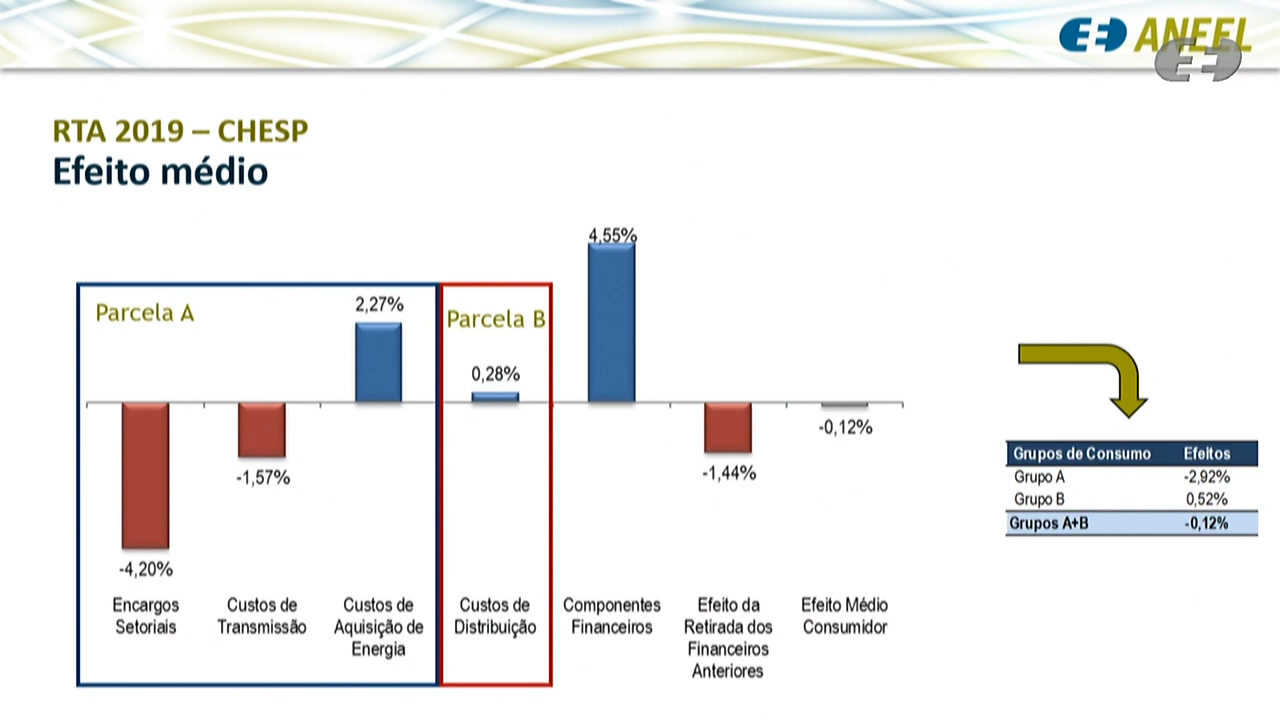 ANEEL
RTA 2019 – CHESP
Efeito médio
4,55%
Parcela A
2,27%
Parcela B
0,28%
-0,12%
-1,57%
-1,44%
-4,20%
Encargos
Setoriais
Custos de
Transmissão
Custos de
Aquisição de
Energia
Custos de
Distribuição
Componentes
Financeiros
Efeito da
Retirada dos
Financeiros
Anteriores
Efeito Médio
Consumidor
Grupos de Consumo Efeitos
Grupo A -2,92%
Grupo B 0,52%
Grupos A+B -0,12%